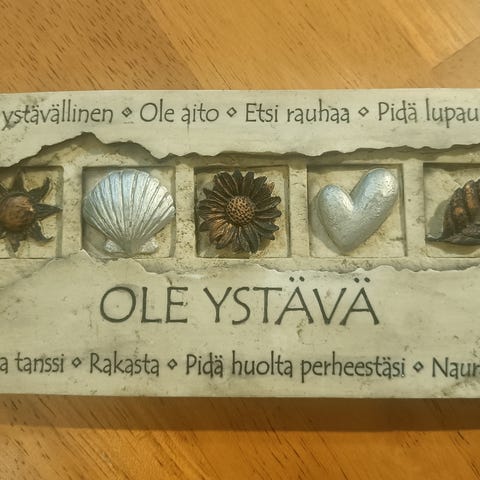 ystävällinen ⋄ Ole aito ⋄ Etsi rauhaa ⋄ Pidä lupau
OLE YSTÄVÄ
a tanssi ⋄ Rakasta ⋄ Pidä huolta perheestäsi ⋄ Naur